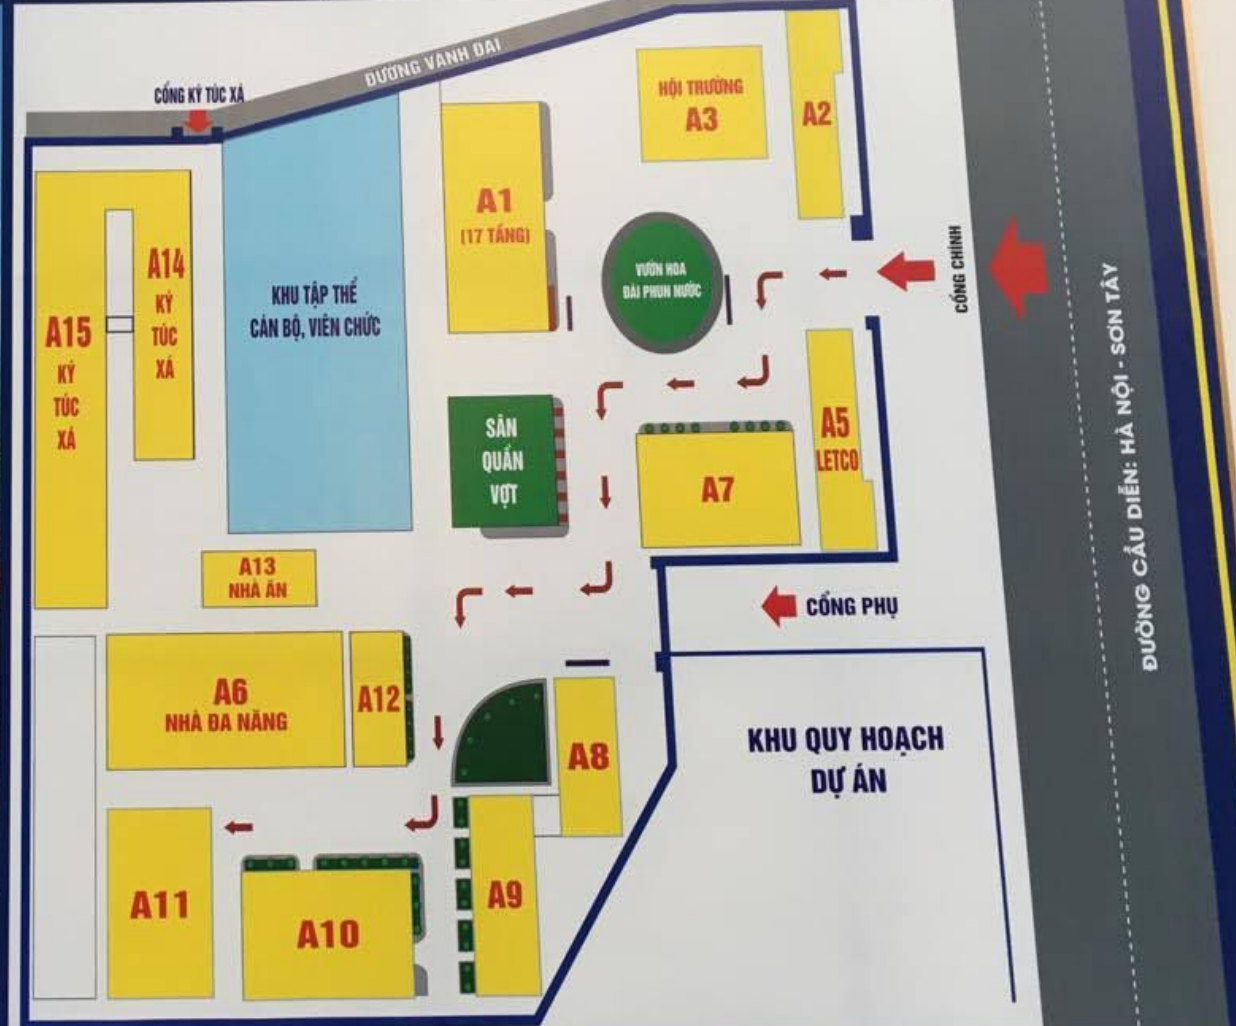 ĐƯỜNG VÀNH ĐAI
CỔNG KÝ TÚC XÁ
HỘI TRƯỜNG
A3
A2
A1
(17 TẦNG)
A14
KÝ
TÚC
XÁ
A15
KÝ
TÚC
XÁ
KHU TẬP THỂ
CÁN BỘ, VIÊN CHỨC
VƯỜN HOA
ĐÀI PHUN NƯỚC
CỔNG CHÍNH
ĐƯỜNG CẦU DIỄN: HÀ NỘI - SƠN TÂY
SÂN
QUẦN
VỢT
A7
A5
LETCO
A13
NHÀ ĂN
CỔNG PHỤ
A6
NHÀ ĐA NĂNG
A12
A8
KHU QUY HOẠCH
DỰ ÁN
A11
A10
A9